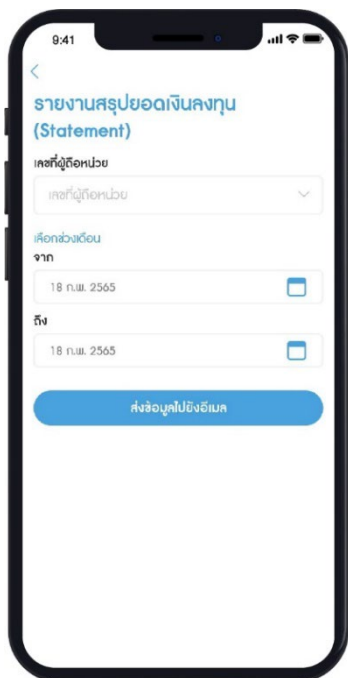 9:41
รายงานสรุปยอดเงินลงทุน
(Statement)
เลขที่ผู้ถือหน่วย
เลขที่ผู้ถือหน่วย
เลือกช่วงเดือน
จาก
18 ก.พ. 2565
ถึง
18 ก.พ. 2565
ส่งข้อมูลไปยังอีเมล